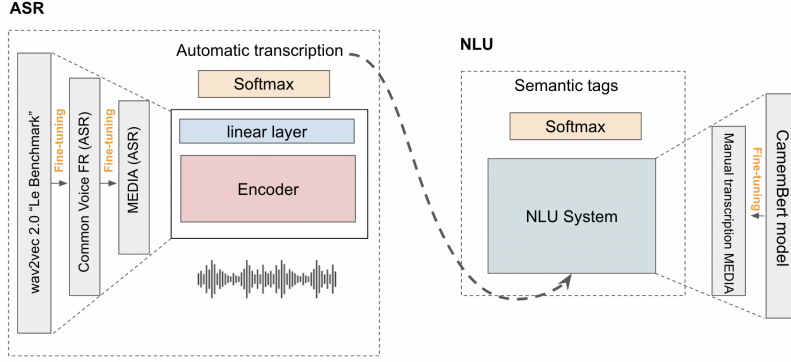 ASR
Automatic transcription
Softmax
linear layer
Encoder
wav2vec 2.0 “Le Benchmark”
Fine-tuning
Common Voice FR (ASR)
Fine-tuning
MEDIA (ASR)
NLU
Semantic tags
Softmax
NLU System
Manual transcription MEDIA
Fine-tuning
CamemBert model